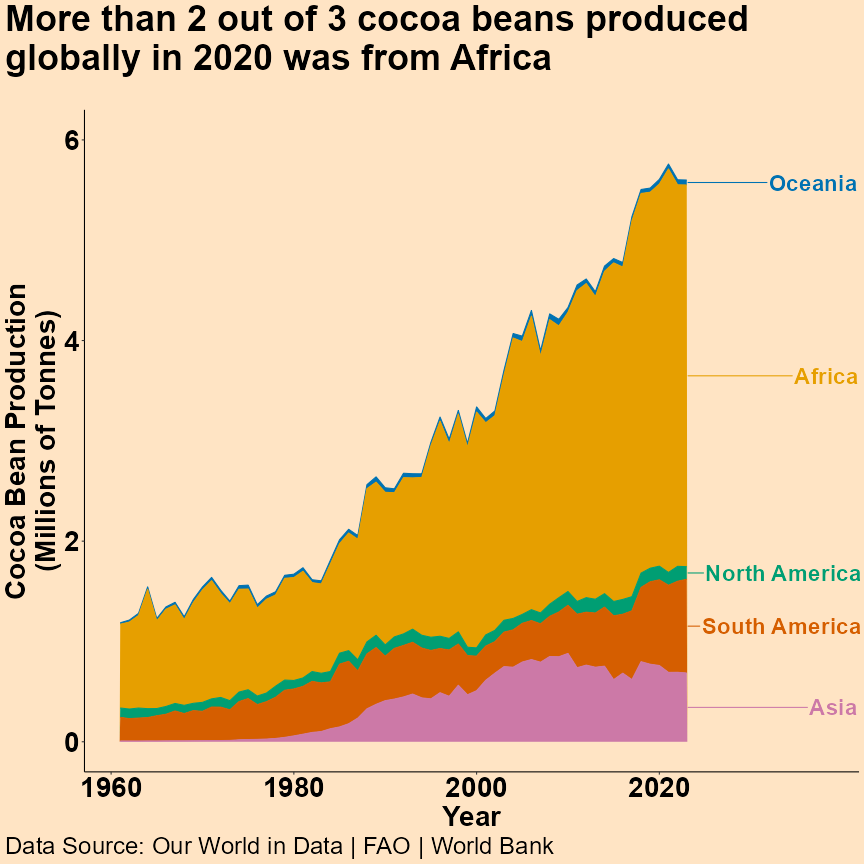 More than 2 out of 3 cocoa beans produced
globally in 2020 was from Africa
Cocoa Bean Production
(Millions of Tonnes)
6
4
2
0
Oceania
Africa
North America
South America
Asia
1960 1980 2000 2020
Year
Data Source: Our World in Data | FAO | World Bank